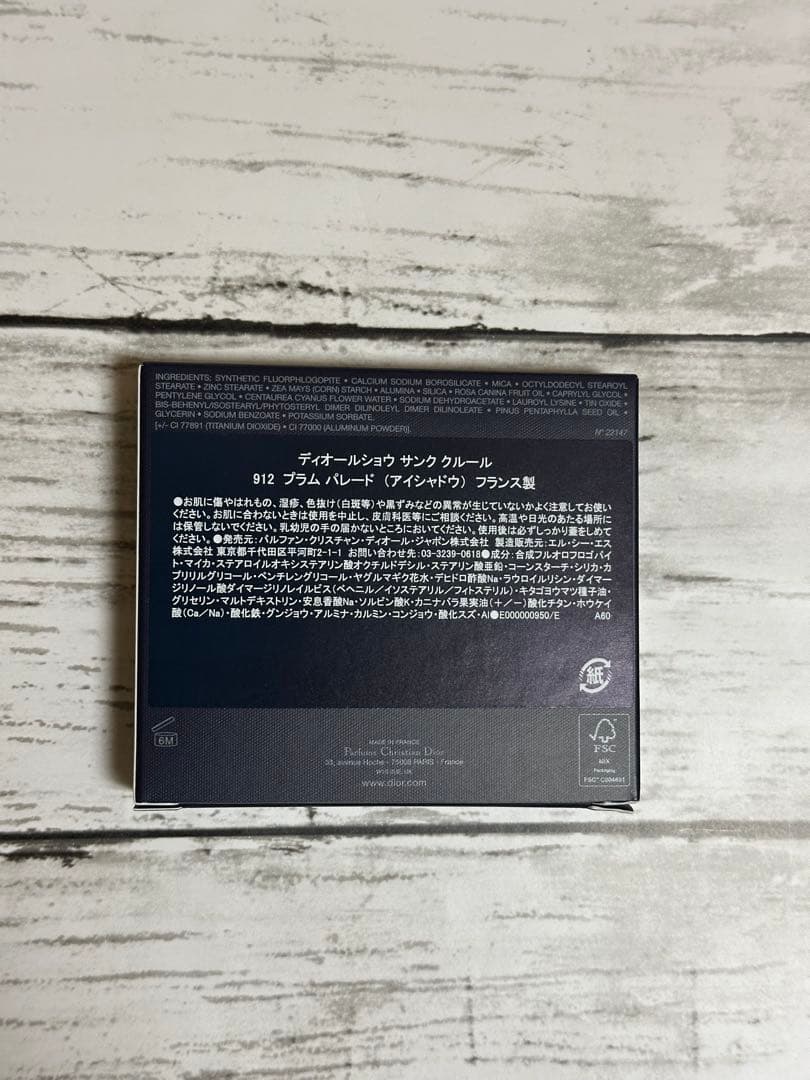 INGREDIENTS: SYNTHETIC FLUORPHLOGOPITE • CALCIUM SODIUM BOROSILICATE • MICA • OCTYLDODECYL STEAROYL
STEARATE • ZINC STEARATE • ZEA MAYS (CORN) STARCH • ALUMINA • SILICA • ROSA CANINA FRUIT OIL • CAPRYLYL GLYCOL •
PENTYLENE GLYCOL • CENTAUREA CYANUS FLOWER WATER • SODIUM DEHYDROACETATE • LAUROYL LYSINE • TIN OXIDE •
BIS-BEHENYL/ISOSTEARYL/PHYTOSTERYL DIMER DILINOLEYL DIMER DILINOLEATE • PINUS PENTAPHYLLA SEED OIL •
GLYCERIN • SODIUM BENZOATE • POTASSIUM SORBATE.
[+/- CI 77891 (TITANIUM DIOXIDE) • CI 77000 (ALUMINUM POWDER)]. N° 22147
ディオールショウ サンク クルール
912 プラム パレード (アイシャドウ) フランス製
●お肌に傷やはれもの、湿疹、色抜け(白斑等)や黒ずみなどの異常が生じていないかよく注意してお使い
ください。お肌に合わないときは使用を中止し、皮膚科医等にご相談ください。高温や日光のあたる場所に
は保管しないでください。乳幼児の手の届かないところにおいてください。使用後は必ずしっかり蓋をしめて
ください。●発売元:パルファン・クリスチャン・ディオール・ジャポン株式会社 製造販売元:エル・シー・エス
株式会社 東京都千代田区平河町2-1-1 お問い合わせ先:03-3239-0618●成分:合成フルオロフロゴパイ
ト・マイカ・ステアロイルオキシステアリン酸オクチルドデシル・ステアリン酸亜鉛・コーンスターチ・シリカ・カ
プリリルグリコール・ペンチレングリコール・ヤグルマギク花水・デヒドロ酢酸Na・ラウロイルリシン・ダイマー
ジリノール酸ダイマージリノレイルビス(ベヘニル/イソステアリル/フィトステリル)・キタゴヨウマツ種子油・
グリセリン・マルトデキストリン・安息香酸Na・ソルビン酸K・カニナバラ果実油(+/-)酸化チタン・ホウケイ
酸(Ca/Na)・酸化鉄・グンジョウ・アルミナ・カルミン・コンジョウ・酸化スズ・Al●E000000950/E A60
紙
6M
MADE IN FRANCE
Parfums Christian Dior
33, avenue Hoche - 75008 PARIS - France
W1S 2UE, UK
www.dior.com
FSC
MIX
Packaging